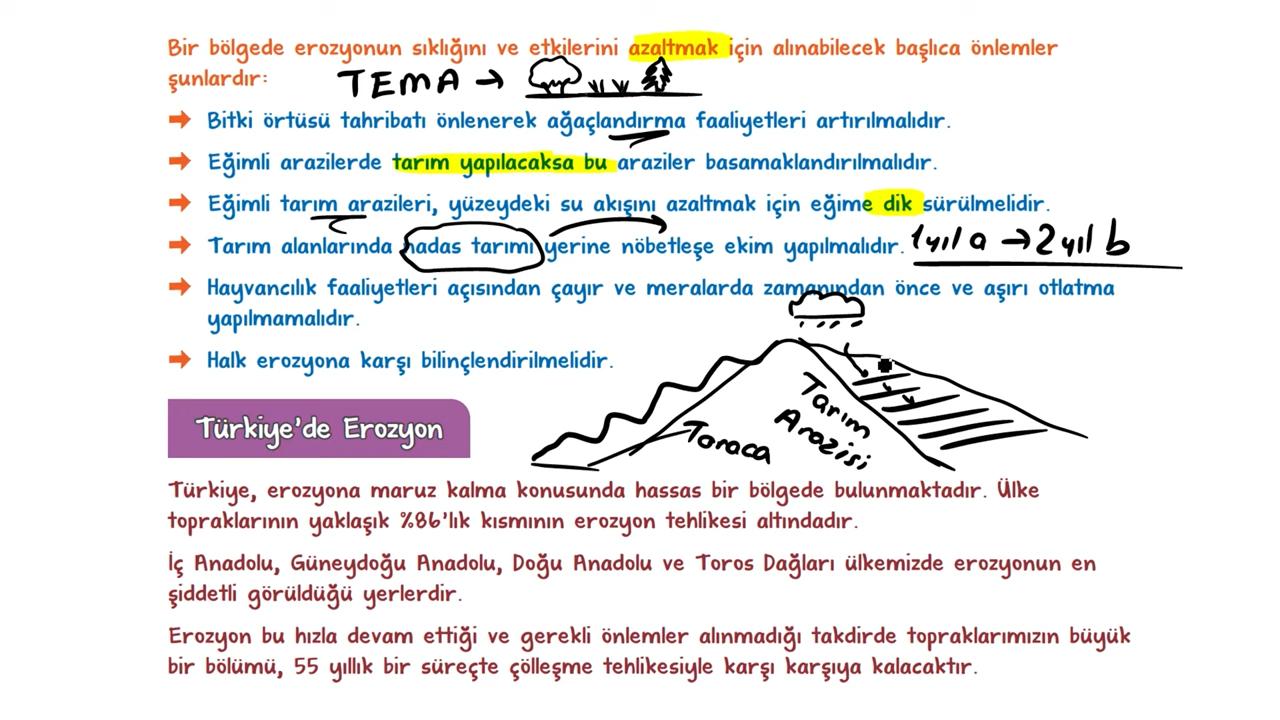 Bir bölgede erozyonun sıklığını ve etkilerini azaltmak için alınabilecek başlıca önlemler
şunlardır:
TEMA →
➡ Bitki örtüsü tahribatı önlenerek ağaçlandırma faaliyetleri artırılmalıdır.
➡ Eğimli arazilerde tarım yapılacaksa bu araziler basamaklandırılmalıdır.
➡ Eğimli tarım arazileri, yüzeydeki su akışını azaltmak için eğime dik sürülmelidir.
➡ Tarım alanlarında nadas tarımı yerine nöbetleşe ekim yapılmalıdır.
1 yıl a → 2 yıl b
➡ Hayvancılık faaliyetleri açısından çayır ve meralarda zamanından önce ve aşırı otlatma
yapılmamalıdır.
➡ Halk erozyona karşı bilinçlendirilmelidir.
Taraca
Tarım
Arazisi
Türkiye'de Erozyon
Türkiye, erozyona maruz kalma konusunda hassas bir bölgede bulunmaktadır. Ülke
topraklarının yaklaşık %86'lık kısmının erozyon tehlikesi altındadır.
İç Anadolu, Güneydoğu Anadolu, Doğu Anadolu ve Toros Dağları ülkemizde erozyonun en
şiddetli görüldüğü yerlerdir.
Erozyon bu hızla devam ettiği ve gerekli önlemler alınmadığı takdirde topraklarımızın büyük
bir bölümü, 55 yıllık bir süreçte çölleşme tehlikesiyle karşı karşıya kalacaktır.